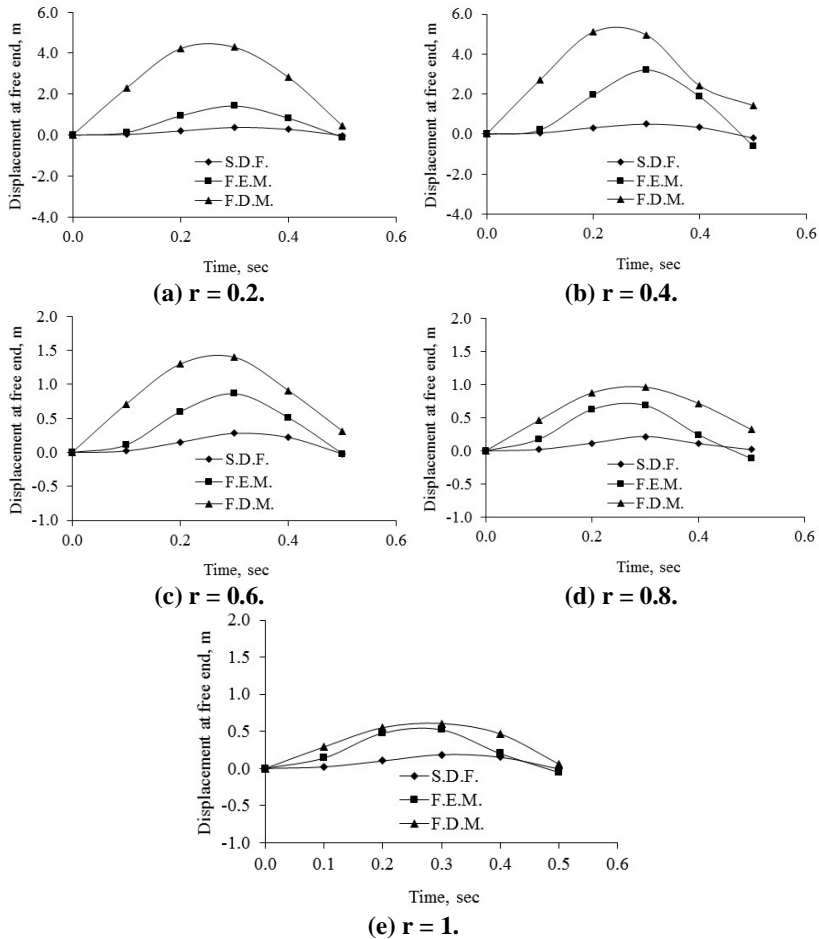 Displacement at free end, m
6.0
4.0
2.0
0.0
-2.0
-4.0
S.D.F.
F.E.M.
F.D.M.
0.0 0.2 0.4 0.6
Time, sec
(a) r = 0.2.
Displacement at free end, m
6.0
4.0
2.0
0.0
-2.0
-4.0
S.D.F.
F.E.M.
F.D.M.
0.0 0.2 0.4 0.6
Time, sec
(b) r = 0.4.
Displacement at free end, m
2.0
1.5
1.0
0.5
0.0
-0.5
-1.0
S.D.F.
F.E.M.
F.D.M.
0.0 0.2 0.4 0.6
Time, sec
(c) r = 0.6.
Displacement at free end, m
2.0
1.5
1.0
0.5
0.0
-0.5
-1.0
S.D.F.
F.E.M.
F.D.M.
0.0 0.2 0.4 0.6
Time, sec
(d) r = 0.8.
Displacement at free end, m
2.0
1.5
1.0
0.5
0.0
-0.5
-1.0
S.D.F.
F.E.M.
F.D.M.
0.0 0.1 0.2 0.3 0.4 0.5 0.6
Time, sec
(e) r = 1.